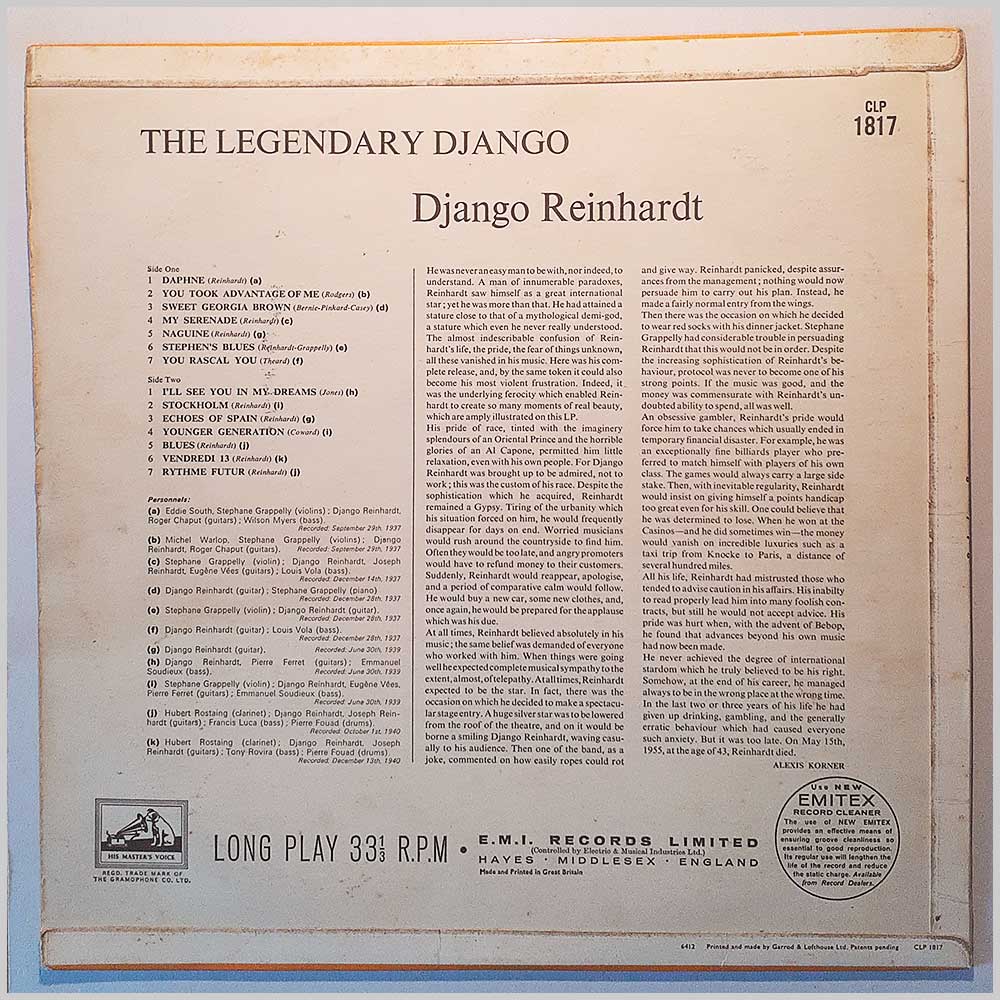 CLP
1817
THE LEGENDARY DJANGO
Django Reinhardt
Side One
1 DAPHNE (Reinhardt) (a)
2 YOU TOOK ADVANTAGE OF ME (Rodgers) (b)
3 SWEET GEORGIA BROWN (Bernie-Pinkard-Casey) (d)
4 MY SERENADE (Reinhardt) (c)
5 NAGUINE (Reinhardt) (g)
6 STEPHEN'S BLUES (Reinhardt-Grappelly) (e)
7 YOU RASCAL YOU (Theard) (f)
Side Two
1 I'LL SEE YOU IN MY DREAMS (Jones) (h)
2 STOCKHOLM (Reinhardt) (i)
3 ECHOES OF SPAIN (Reinhardt) (g)
4 YOUNGER GENERATION (Coward) (i)
5 BLUES (Reinhardt) (j)
6 VENDREDI 13 (Reinhardt) (k)
7 RYTHME FUTUR (Reinhardt) (j)
Personnels:
(a) Eddie South, Stephane Grappelly (violins); Django Reinhardt,
Roger Chaput (guitars); Wilson Myers (bass).
Recorded: September 29th, 1937
(b) Michel Warlop, Stephane Grappelly (violins); Django
Reinhardt, Roger Chaput (guitars). Recorded: September 29th, 1937
(c) Stephane Grappelly (violin); Django Reinhardt, Joseph
Reinhardt, Eugêne Vées (guitars); Louis Vola (bass).
Recorded: December 14th, 1937
(d) Django Reinhardt (guitar); Stephane Grappelly (piano)
Recorded: December 28th, 1937
(e) Stephane Grappelly (violin); Django Reinhardt (guitar).
Recorded: December 28th, 1937
(f) Django Reinhardt (guitar); Louis Vola (bass).
Recorded: December 28th, 1937
(g) Django Reinhardt (guitar). Recorded: June 30th, 1939
(h) Django Reinhardt, Pierre Ferret (guitars); Emmanuel
Soudieux (bass). Recorded: June 30th, 1939
(i) Stephane Grappelly (violin); Django Reinhardt, Eugêne Vées,
Pierre Ferret (guitars); Emmanuel Soudieux (bass).
Recorded: June 30th, 1939
(j) Hubert Rostaing (clarinet); Django Reinhardt, Joseph Rein-
hardt (guitars); Francis Luca (bass); Pierre Fouad (drums).
Recorded: October 1st, 1940
(k) Hubert Rostaing (clarinet); Django Reinhardt, Joseph
Reinhardt (guitars); Tony Rovira (bass); Pierre Fouad (drums).
Recorded: December 13th, 1940
He was never an easy man to be with, nor indeed, to
understand. A man of innumerable paradoxes,
Reinhardt saw himself as a great international
star; yet he was more than that. He had attained a
stature close to that of a mythological demi-god,
a stature which even he never really understood.
The almost indescribable confusion of Rein-
hardt's life, the pride, the fear of things unknown,
all these vanished in his music. Here was his com-
plete release, and, by the same token it could also
become his most violent frustration. Indeed, it
was the underlying ferocity which enabled Rein-
hardt to create so many moments of real beauty,
which are amply illustrated on this LP.
His pride of race, tinted with the imaginery
splendours of an Oriental Prince and the horrible
glories of an Al Capone, permitted him little
relaxation, even with his own people. For Django
Reinhardt was brought up to be admired, not to
work; this was the custom of his race. Despite the
sophistication which he acquired, Reinhardt
remained a Gypsy. Tiring of the urbanity which
his situation forced on him, he would frequently
disappear for days on end. Worried musicians
would rush around the countryside to find him.
Often they would be too late, and angry promoters
would have to refund money to their customers.
Suddenly, Reinhardt would reappear, apologise,
and a period of comparative calm would follow.
He would buy a new car, some new clothes, and,
once again, he would be prepared for the applause
which was his due.
At all times, Reinhardt believed absolutely in his
music; the same belief was demanded of everyone
who worked with him. When things were going
well he expected complete musical sympathy to the
extent, almost, of telepathy. At all times, Reinhardt
expected to be the star. In fact, there was the
occasion on which he decided to make a spectacu-
lar stage entry. A huge silver star was to be lowered
from the roof of the theatre, and on it would be
borne a smiling Django Reinhardt, waving casu-
ally to his audience. Then one of the band, as a
joke, commented on how easily ropes could rot
and give way. Reinhardt panicked, despite assur-
ances from the management; nothing would now
persuade him to carry out his plan. Instead, he
made a fairly normal entry from the wings.
Then there was the occasion on which he decided
to wear red socks with his dinner jacket. Stephane
Grappelly had considerable trouble in persuading
Reinhardt that this would not be in order. Despite
the increasing sophistication of Reinhardt's be-
haviour, protocol was never to become one of his
strong points. If the music was good, and the
money was commensurate with Reinhardt's un-
doubted ability to spend, all was well.
An obsessive gambler, Reinhardt's pride would
force him to take chances which usually ended in
temporary financial disaster. For example, he was
an exceptionally fine billiards player who pre-
ferred to match himself with players of his own
class. The games would always carry a large side
stake. Then, with inevitable regularity, Reinhardt
would insist on giving himself a points handicap
too great even for his skill. One could believe that
he was determined to lose. When he won at the
Casinos—and he did sometimes win—the money
would vanish on incredible luxuries such as a
taxi trip from Knocke to Paris, a distance of
several hundred miles.
All his life, Reinhardt had mistrusted those who
tended to advise caution in his affairs. His inabilty
to read properly lead him into many foolish con-
tracts, but still he would not accept advice. His
pride was hurt when, with the advent of Bebop,
he found that advances beyond his own music
had now been made.
He never achieved the degree of international
stardom which he truly believed to be his right.
Somehow, at the end of his career, he managed
always to be in the wrong place at the wrong time.
In the last two or three years of his life he had
given up drinking, gambling, and the generally
erratic behaviour which had caused everyone
such anxiety. But it was too late. On May 15th,
1955, at the age of 43, Reinhardt died.
ALEXIS KORNER
HIS MASTER'S VOICE
REGD. TRADE MARK OF
THE GRAMOPHONE CO. LTD.
LONG PLAY 33⅓ R.P.M •
E.M.I. RECORDS LIMITED
(Controlled by Electric & Musical Industries Ltd.)
HAYES · MIDDLESEX · ENGLAND
Made and Printed in Great Britain
Use NEW
EMITEX
RECORD CLEANER
The use of NEW EMITEX
provides an effective means of
ensuring groove cleanliness so
essential to good reproduction.
Its regular use will lengthen the
life of the record and reduce
the static charge. Available
from Record Dealers.
6412 Printed and made by Garrod & Lofthouse Ltd. Patents pending CLP 1817